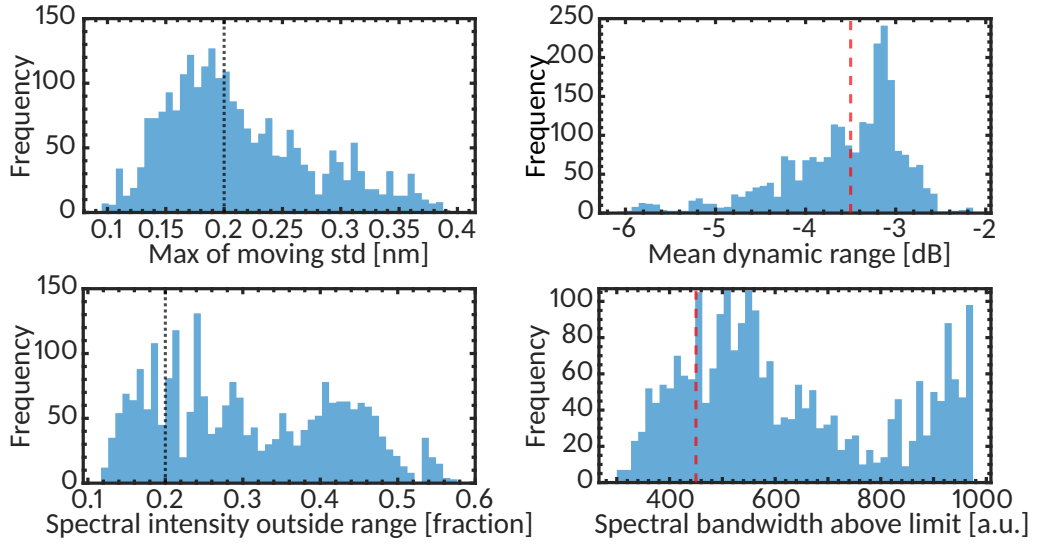 Frequency
150
100
50
0
0.1 0.15 0.2 0.25 0.3 0.35 0.4
Max of moving std [nm]
Frequency
250
200
150
100
50
0
-6 -5 -4 -3 -2
Mean dynamic range [dB]
Frequency
150
100
50
0
0.1 0.2 0.3 0.4 0.5 0.6
Spectral intensity outside range [fraction]
Frequency
100
80
60
40
20
0
400 600 800 1000
Spectral bandwidth above limit [a.u.]